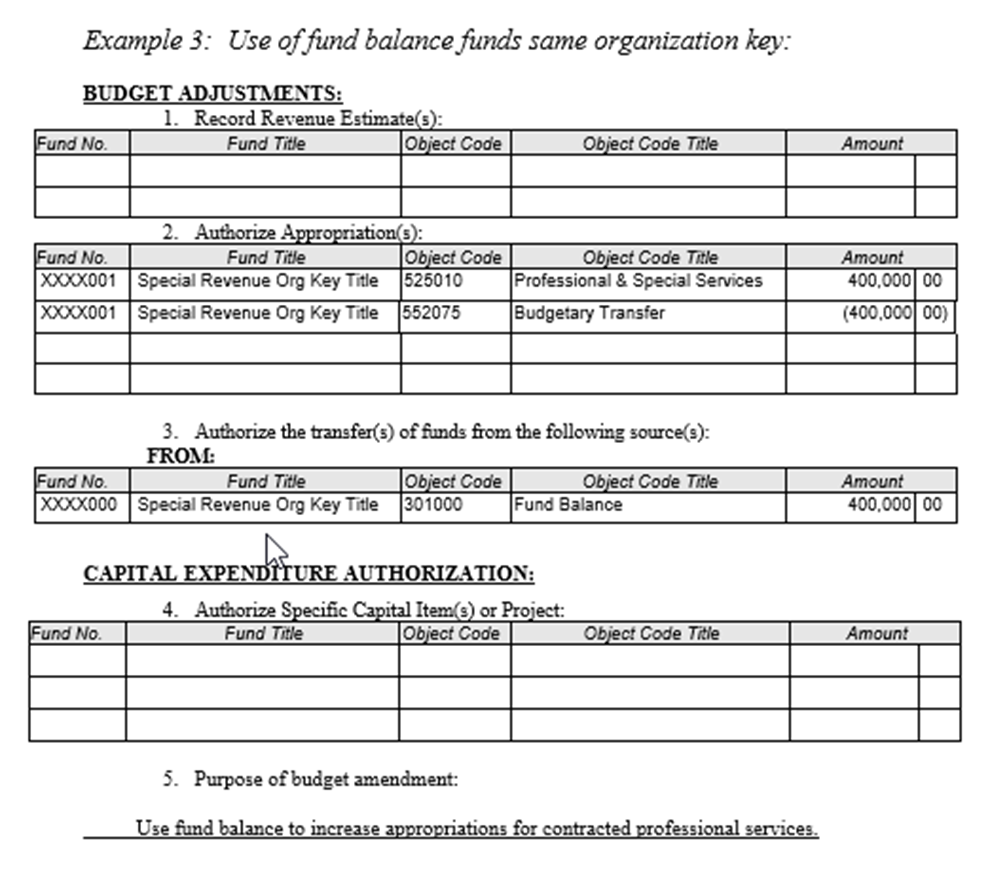 Example 3: Use of fund balance funds same organization key:
BUDGET ADJUSTMENTS:
1. Record Revenue Estimate(s):
Fund No. Fund Title Object Code Object Code Title Amount
2. Authorize Appropriation(s):
Fund No. Fund Title Object Code Object Code Title Amount
XXXX001 Special Revenue Org Key Title 525010 Professional & Special Services 400,000 00
XXXX001 Special Revenue Org Key Title 552075 Budgetary Transfer (400,000 00)
3. Authorize the transfer(s) of funds from the following source(s):
FROM:
Fund No. Fund Title Object Code Object Code Title Amount
XXXX000 Special Revenue Org Key Title 301000 Fund Balance 400,000 00
CAPITAL EXPENDITURE AUTHORIZATION:
4. Authorize Specific Capital Item(s) or Project:
Fund No. Fund Title Object Code Object Code Title Amount
5. Purpose of budget amendment:
Use fund balance to increase appropriations for contracted professional services.